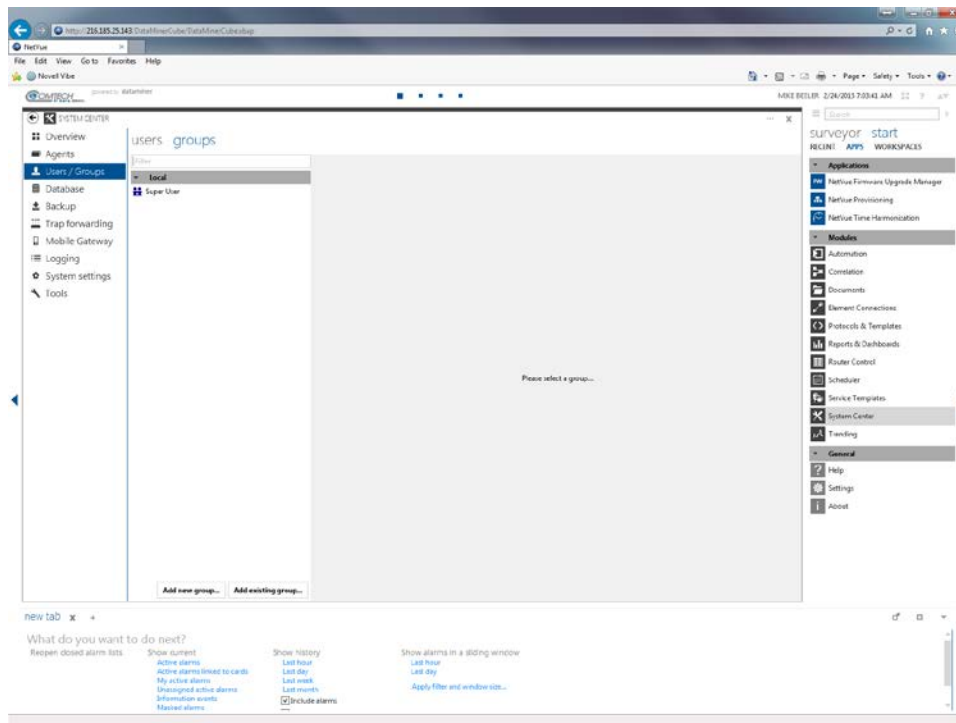 http://216.185.25.143/DataMinerCube/DataMinerCube.xbap
NetVue
File Edit View Go to Favorites Help
Novell Vibe
Page Safety Tools
COMTECH powered by dataminer
MIKE BEILER 2/24/2013 7:03:41 AM
SYSTEM CENTER
Search
Overview
Agents
Users / Groups
Database
Backup
Trap forwarding
Mobile Gateway
Logging
System settings
Tools
users groups
Filter
Local
Super User
Please select a group...
Add new group... Add existing group...
surveyor start
RECENT APPS WORKSPACES
Applications
NetVue Firmware Upgrade Manager
NetVue Provisioning
NetVue Time Harmonization
Modules
Automation
Correlation
Documents
Element Connections
Protocols & Templates
Reports & Dashboards
Router Control
Scheduler
Service Templates
System Center
Trending
General
Help
Settings
About
new tab x +
What do you want to do next?
Reopen closed alarm lists
Show current
Active alarms
Active alarms linked to cards
My active alarms
Unassigned active alarms
Information events
Masked alarms
Show history
Last hour
Last day
Last week
Last month
Include alarms
Show alarms in a sliding window
Last hour
Last day
Apply filter and window size...